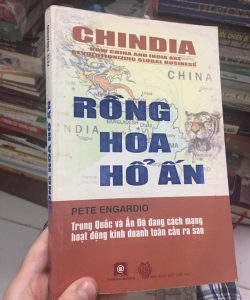 CHINDIA
HOW CHINA AND INDIA ARE
REVOLUTIONIZING GLOBAL BUSINESS
CHINA
RỒNG
HOA
HỔ ẤN
PETE ENGARDIO
Trung Quốc và Ấn Độ đang cách mạng
hoạt động kinh doanh toàn cầu ra sao